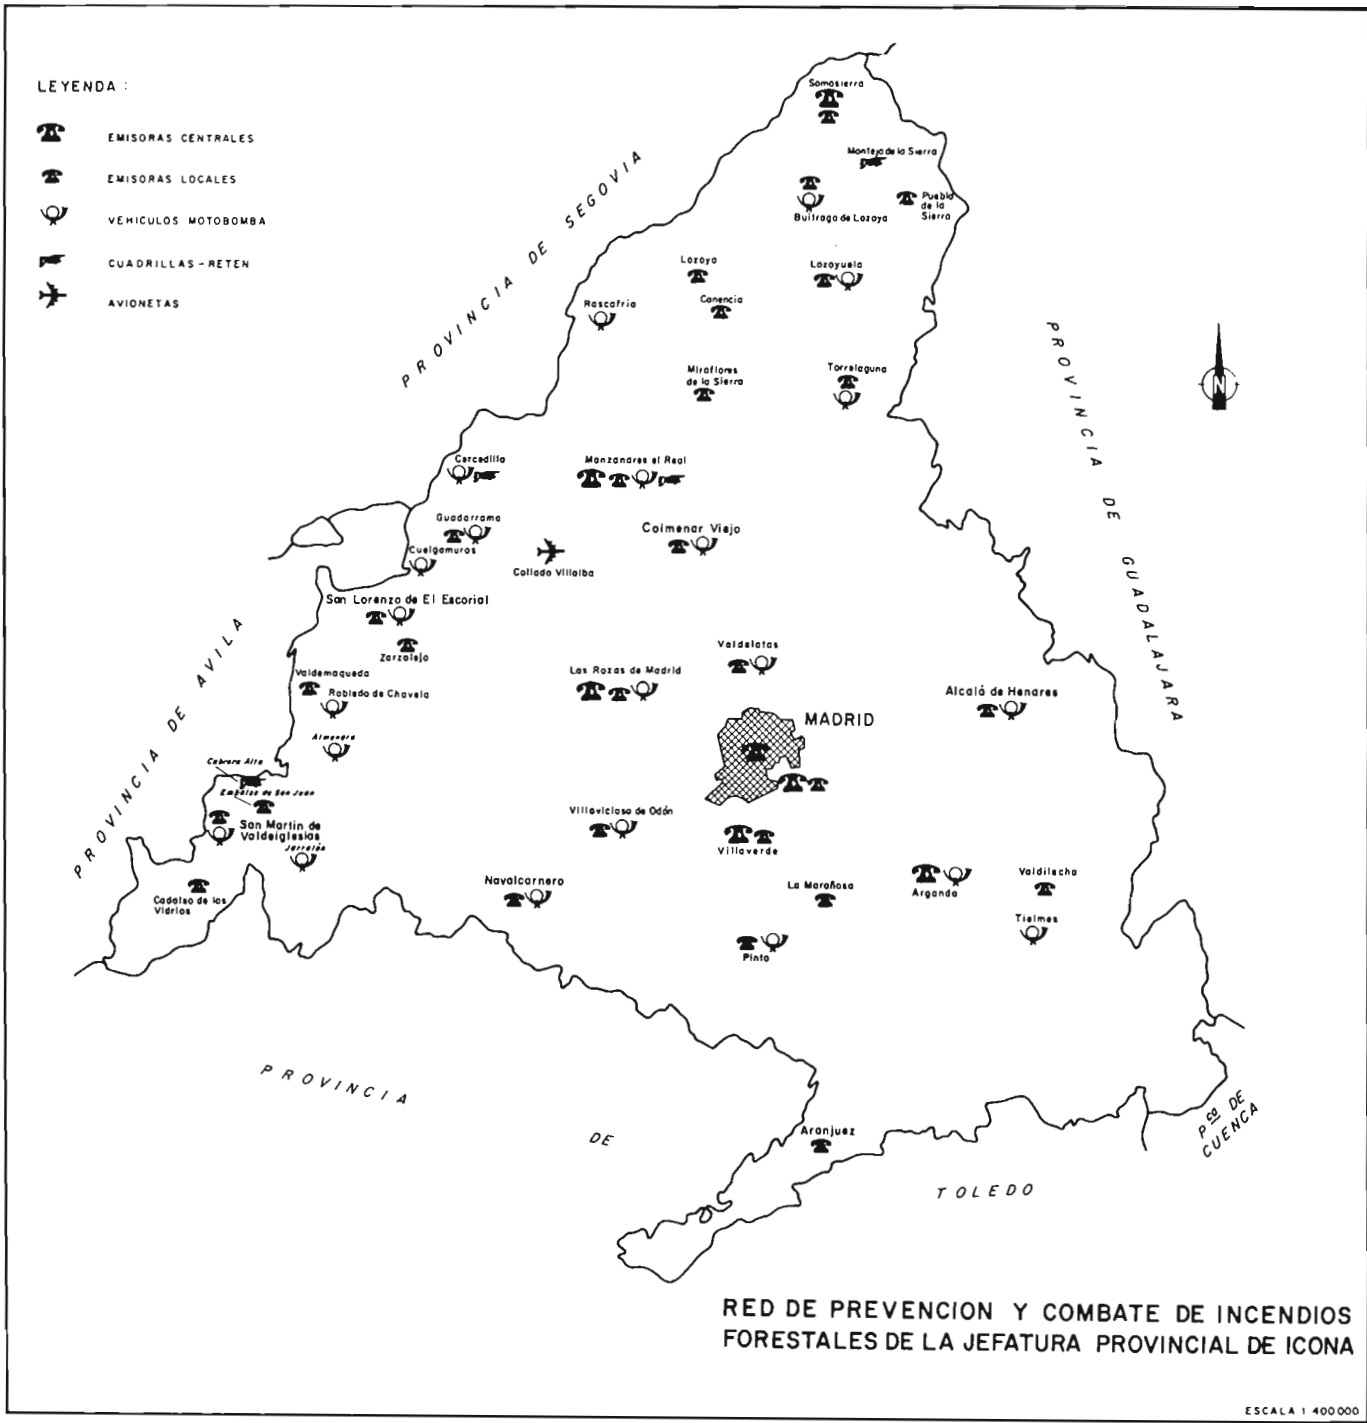 LEYENDA :
EMISORAS CENTRALES
EMISORAS LOCALES
VEHICULOS MOTOBOMBA
CUADRILLAS-RETEN
AVIONETAS
PROVINCIA DE SEGOVIA
PROVINCIA DE GUADALAJARA
PROVINCIA DE AVILA
Somosierra
Montejo de la Sierra
Buitrago de Lozoya
Puebla
de la
Sierra
Lozoya
Lozoyuela
Canencia
Rascafria
Miraflores
de la Sierra
Torrelaguna
N
Cercedilla
Manzanares el Real
Guadarrama
Colmenar Viejo
Cuelgamuros
Collado Villalba
San Lorenzo de El Escorial
Zarzalejo
Valdelatas
Valdemaqueda
Robledo de Chavela
Las Rozas de Madrid
Alcalá de Henares
MADRID
Almenara
Cabrera Alta
Embalse de San Juan
San Martin de
Valdeiglesias
Villaviciosa de Odón
Villaverde
Navalcarnero
La Marañosa
Arganda
Valdilecha
Cadalso de los
Vidrios
Tielmes
Pinto
PROVINCIA
DE
TOLEDO
Aranjuez
Pca DE
CUENCA
RED DE PREVENCION Y COMBATE DE INCENDIOS
FORESTALES DE LA JEFATURA PROVINCIAL DE ICONA
ESCALA 1 400000